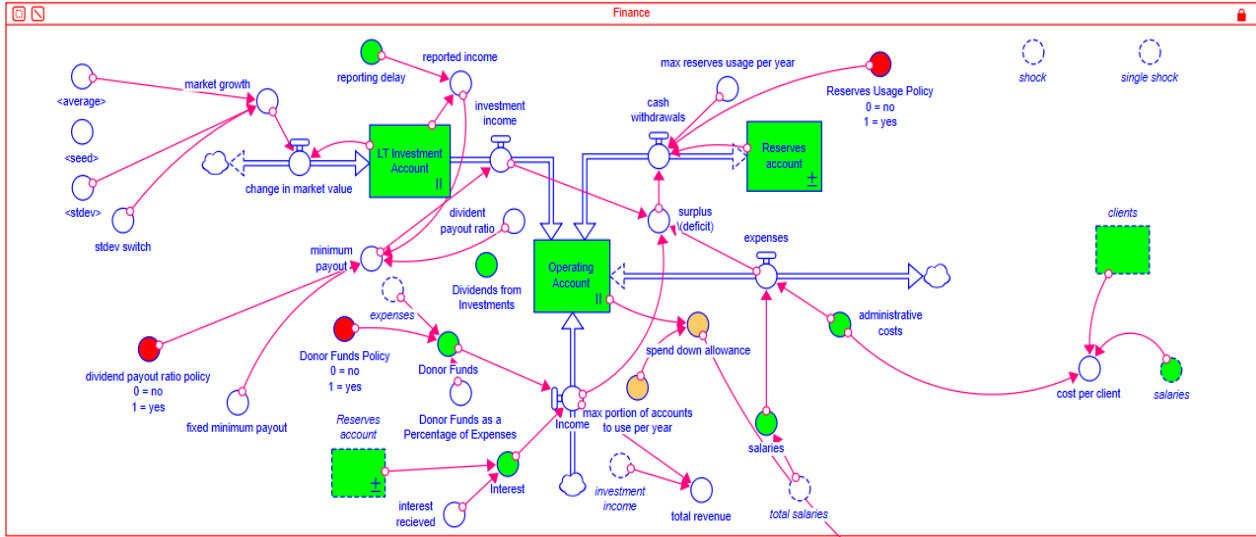 Finance
reported income
reporting delay
max reserves usage per year
shock
single shock
<average>
market growth
investment
income
cash
withdrawals
Reserves Usage Policy
0 = no
1 = yes
<seed>
LT Investment
Account
Reserves
account
change in market value
<stdev>
stdev switch
divident
payout ratio
surplus
\(deficit)
clients
expenses
minimum
payout
Operating
Account
Dividends from
Investments
expenses
administrative
costs
Donor Funds Policy
0 = no
1 = yes
Donor Funds
spend down allowance
dividend payout ratio policy
0 = no
1 = yes
cost per client
salaries
fixed minimum payout
Reserves
account
Donor Funds as a
Percentage of Expenses
Income
max portion of accounts
to use per year
salaries
Interest
interest
recieved
investment
income
total revenue
total salaries